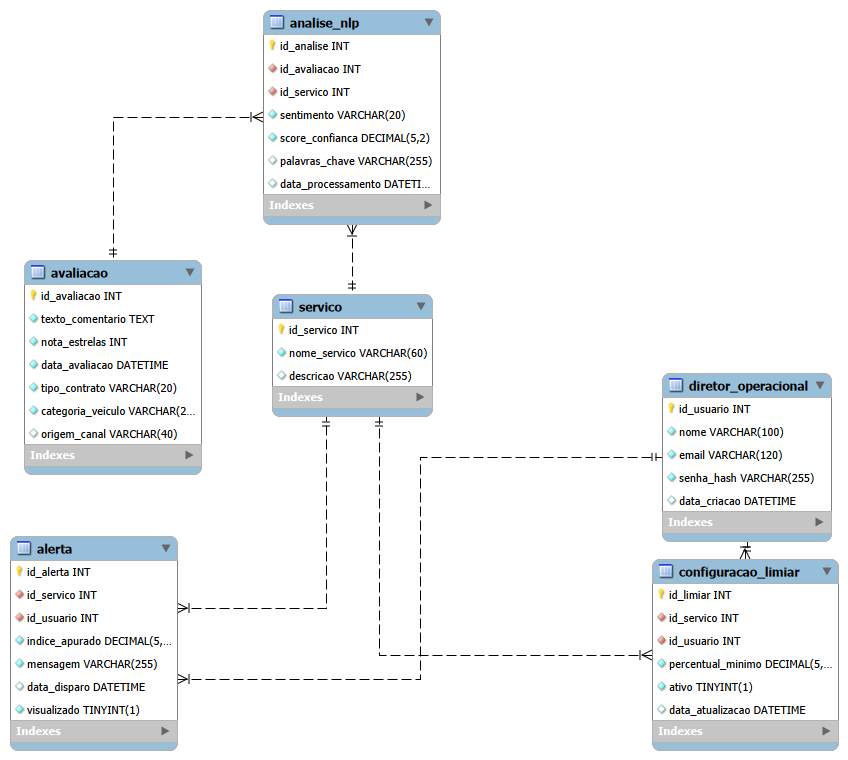 analise_nlp
id_analise INT
id_avaliacao INT
id_servico INT
sentimento VARCHAR(20)
score_confianca DECIMAL(5,2)
palavras_chave VARCHAR(255)
data_processamento DATETI...
Indexes
avaliacao
id_avaliacao INT
texto_comentario TEXT
nota_estrelas INT
data_avaliacao DATETIME
tipo_contrato VARCHAR(20)
categoria_veiculo VARCHAR(2...
origem_canal VARCHAR(40)
Indexes
servico
id_servico INT
nome_servico VARCHAR(60)
descricao VARCHAR(255)
Indexes
diretor_operacional
id_usuario INT
nome VARCHAR(100)
email VARCHAR(120)
senha_hash VARCHAR(255)
data_criacao DATETIME
Indexes
alerta
id_alerta INT
id_servico INT
id_usuario INT
indice_apurado DECIMAL(5,...
mensagem VARCHAR(255)
data_disparo DATETIME
visualizado TINYINT(1)
Indexes
configuracao_limiar
id_limiar INT
id_servico INT
id_usuario INT
percentual_minimo DECIMAL(5,...
ativo TINYINT(1)
data_atualizacao DATETIME
Indexes